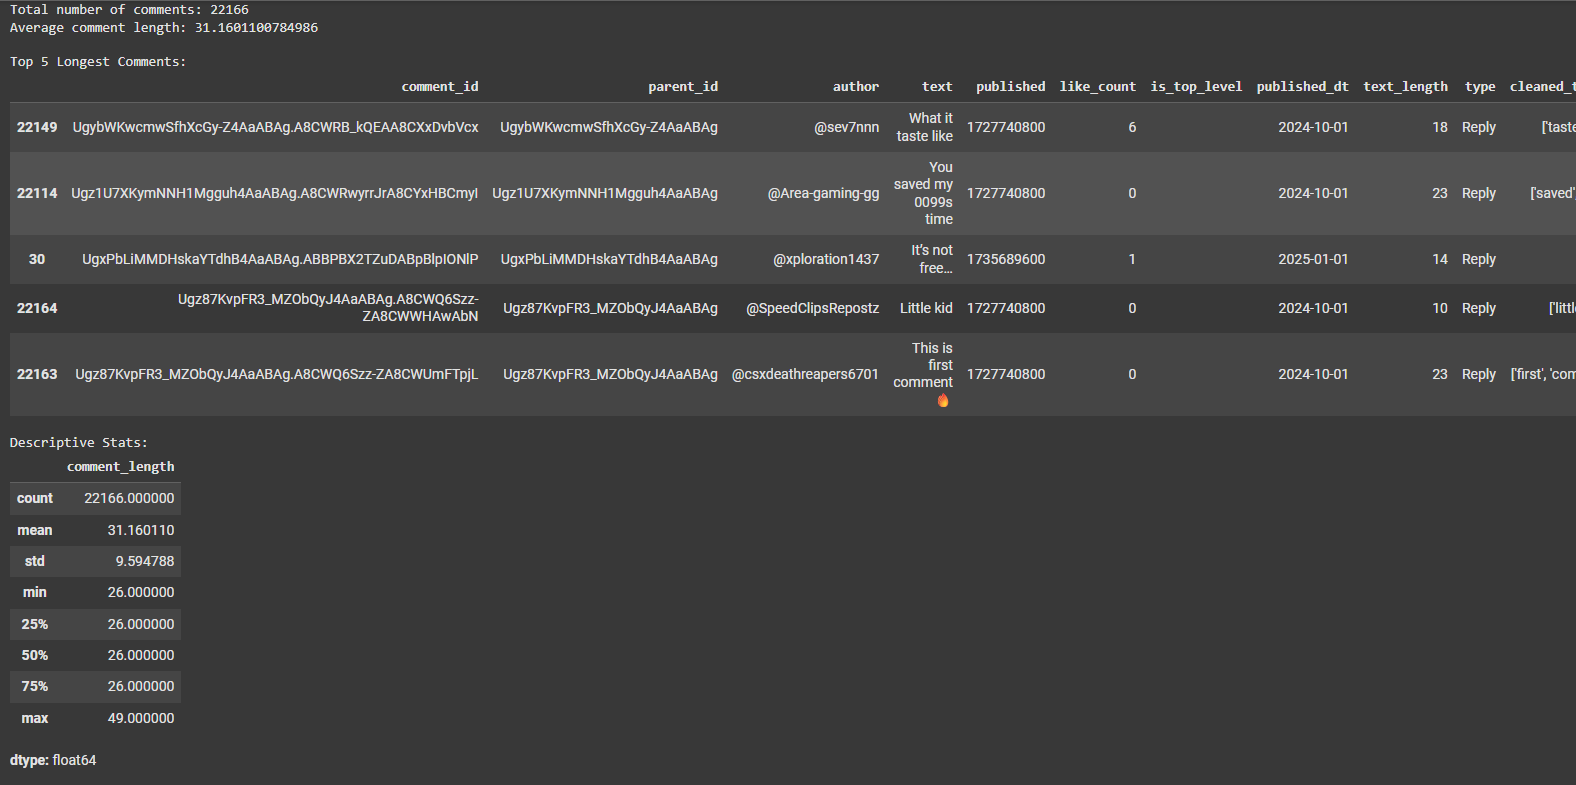 Total number of comments: 22166
Average comment length: 31.1601100784986
Top 5 Longest Comments:
comment_id parent_id author text published like_count is_top_level published_dt text_length type cleaned_t
22149 UgybWKwcmwSfhXcGy-Z4AaABAg.A8CWRB_kQEAA8CXxDvbVcx UgybWKwcmwSfhXcGy-Z4AaABAg @sev7nnn What it taste like 1727740800 6 2024-10-01 18 Reply ['taste
22114 Ugz1U7XKymNNH1Mgguh4AaABAg.A8CWRwyrrJrA8CYxHBCmyI Ugz1U7XKymNNH1Mgguh4AaABAg @Area-gaming-gg You saved my 0099s time 1727740800 0 2024-10-01 23 Reply ['saved',
30 UgxPbLiMMDHskaYTdhB4AaABAg.ABBPBX2TZuDABpBlpIONlP UgxPbLiMMDHskaYTdhB4AaABAg @xploration1437 It's not free... 1735689600 1 2025-01-01 14 Reply
22164 Ugz87KvpFR3_MZObQyJ4AaABAg.A8CWQ6Szz-ZA8CWWHAwAbN Ugz87KvpFR3_MZObQyJ4AaABAg @SpeedClipsRepostz Little kid 1727740800 0 2024-10-01 10 Reply ['littl
22163 Ugz87KvpFR3_MZObQyJ4AaABAg.A8CWQ6Szz-ZA8CWUmFTpjL Ugz87KvpFR3_MZObQyJ4AaABAg @csxdeathreapers6701 This is first comment 🔥 1727740800 0 2024-10-01 23 Reply ['first', 'com
Descriptive Stats:
comment_length
count 22166.000000
mean 31.160110
std 9.594788
min 26.000000
25% 26.000000
50% 26.000000
75% 26.000000
max 49.000000
dtype: float64